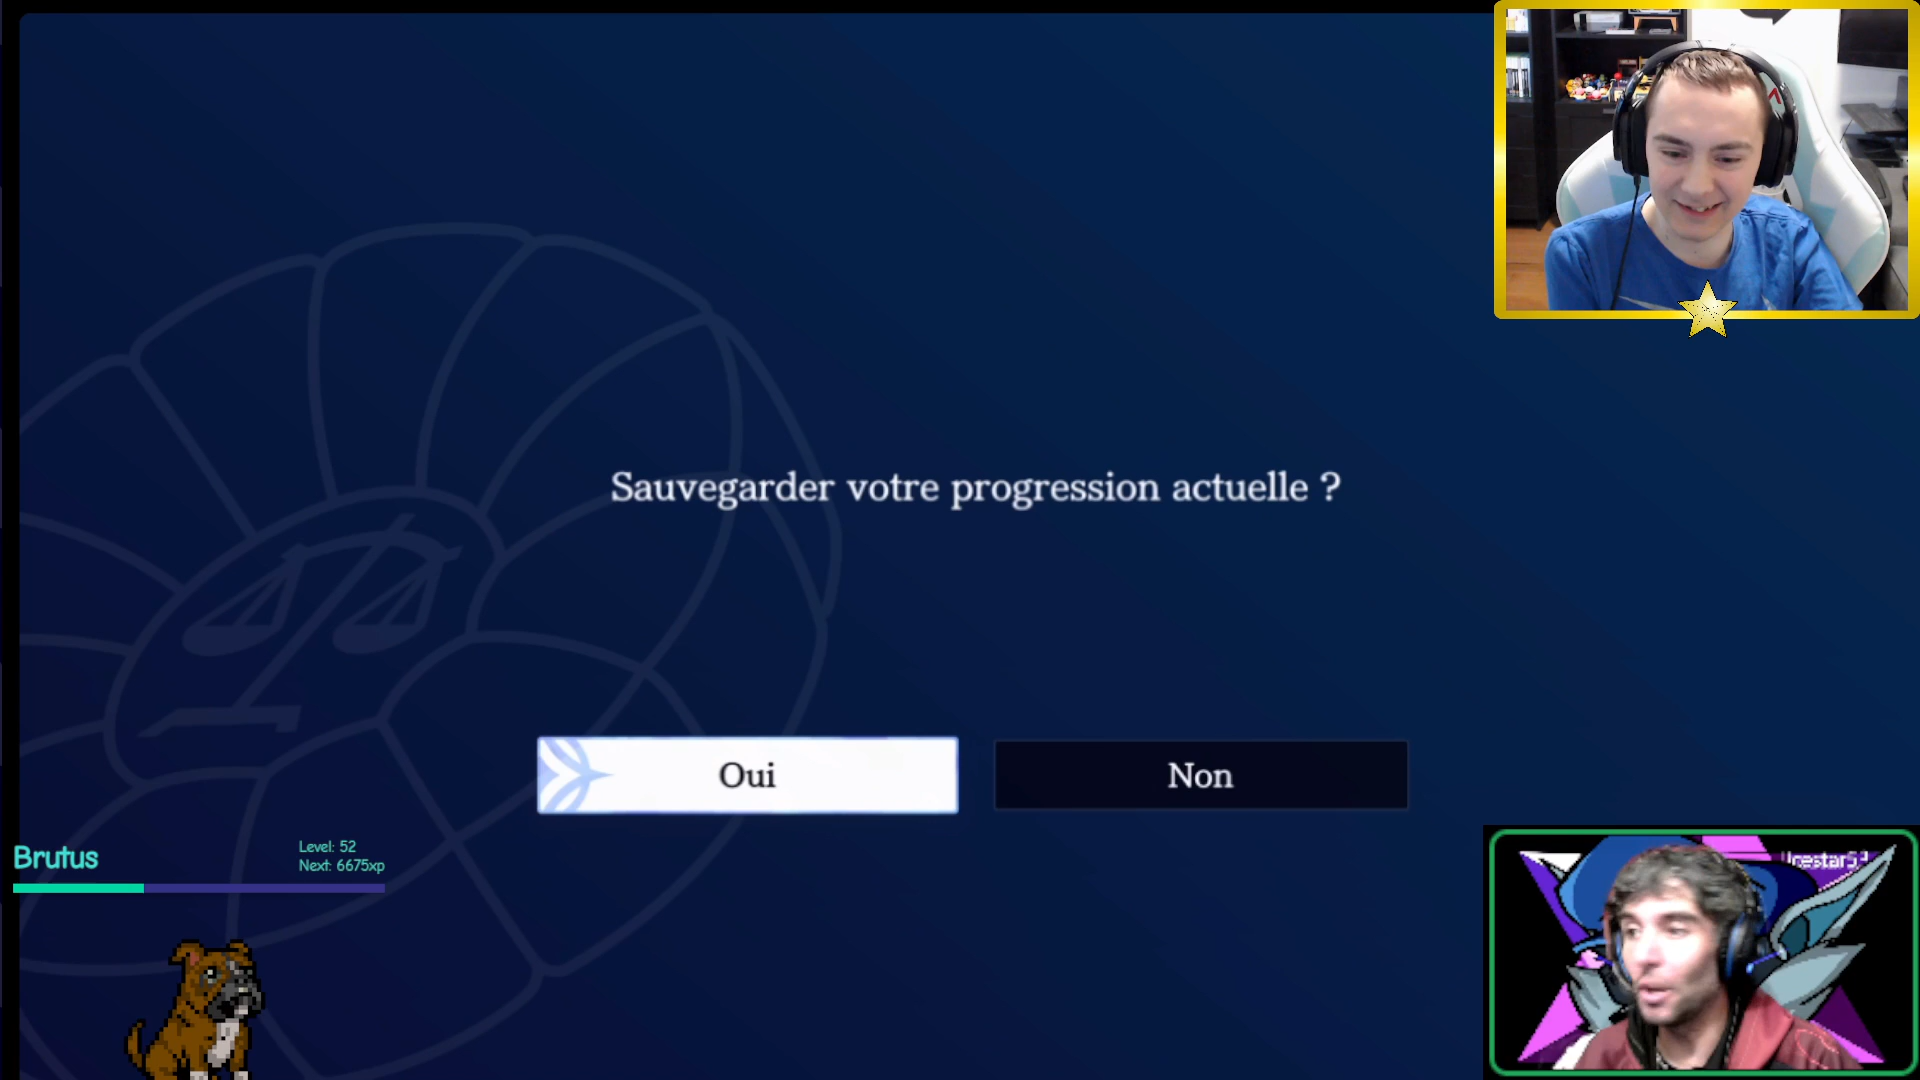 Sauvegarder votre progression actuelle ?
Oui
Non
Brutus
Level: 52
Next: 6675xp